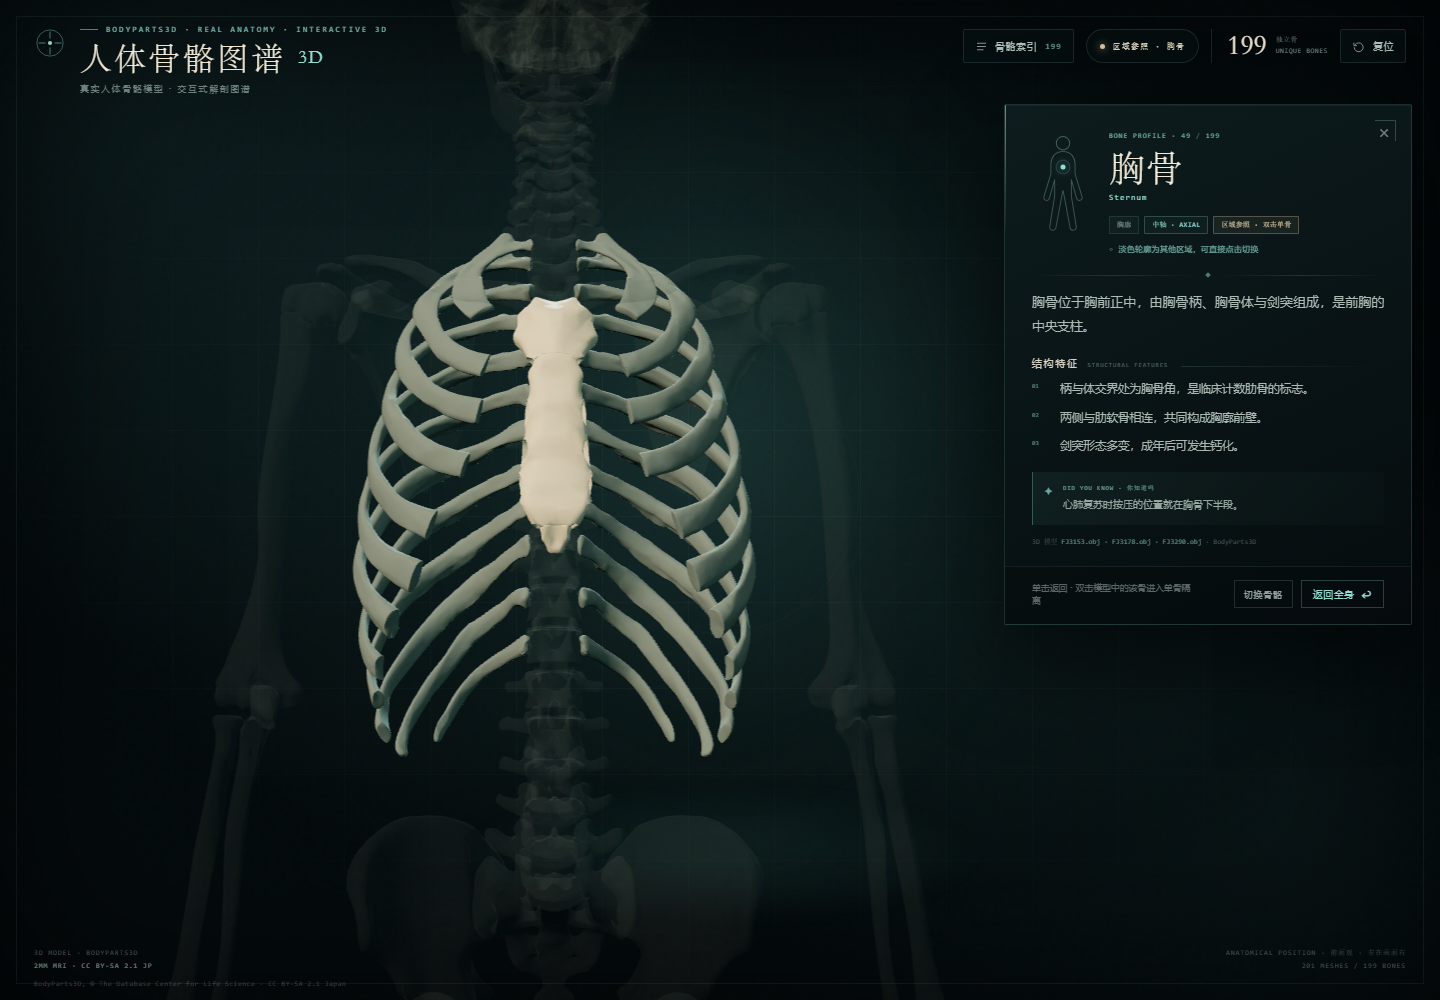 BODYPARTS3D · REAL ANATOMY · INTERACTIVE 3D
人体骨骼图谱 3D
真实人体骨骼模型 · 交互式解剖图谱
骨骼索引 199
区域参照 · 胸骨
199
独立骨
UNIQUE BONES
复位
BONE PROFILE · 49 / 199
胸骨
Sternum
胸廓
中轴 · AXIAL
区域参照 · 双击单骨
淡色轮廓为其他区域，可直接点击切换
胸骨位于胸前正中，由胸骨柄、胸骨体与剑突组成，是前胸的
中央支柱。
结构特征 STRUCTURAL FEATURES
01 柄与体交界处为胸骨角，是临床计数肋骨的标志。
02 两侧与肋软骨相连，共同构成胸廓前壁。
03 剑突形态多变，成年后可发生钙化。
DID YOU KNOW · 你知道吗
心肺复苏时按压的位置就在胸骨下半段。
3D 模型 FJ3153.obj · FJ3178.obj · FJ3290.obj · BodyParts3D
单击返回 · 双击模型中的该骨进入单骨隔
离
切换骨骼
返回全身
3D MODEL · BODYPARTS3D
2MM MRI · CC BY-SA 2.1 JP
BodyParts3D, © The Database Center for Life Science · CC BY-SA 2.1 Japan
ANATOMICAL POSITION ·
201 MESHES / 199 BONES